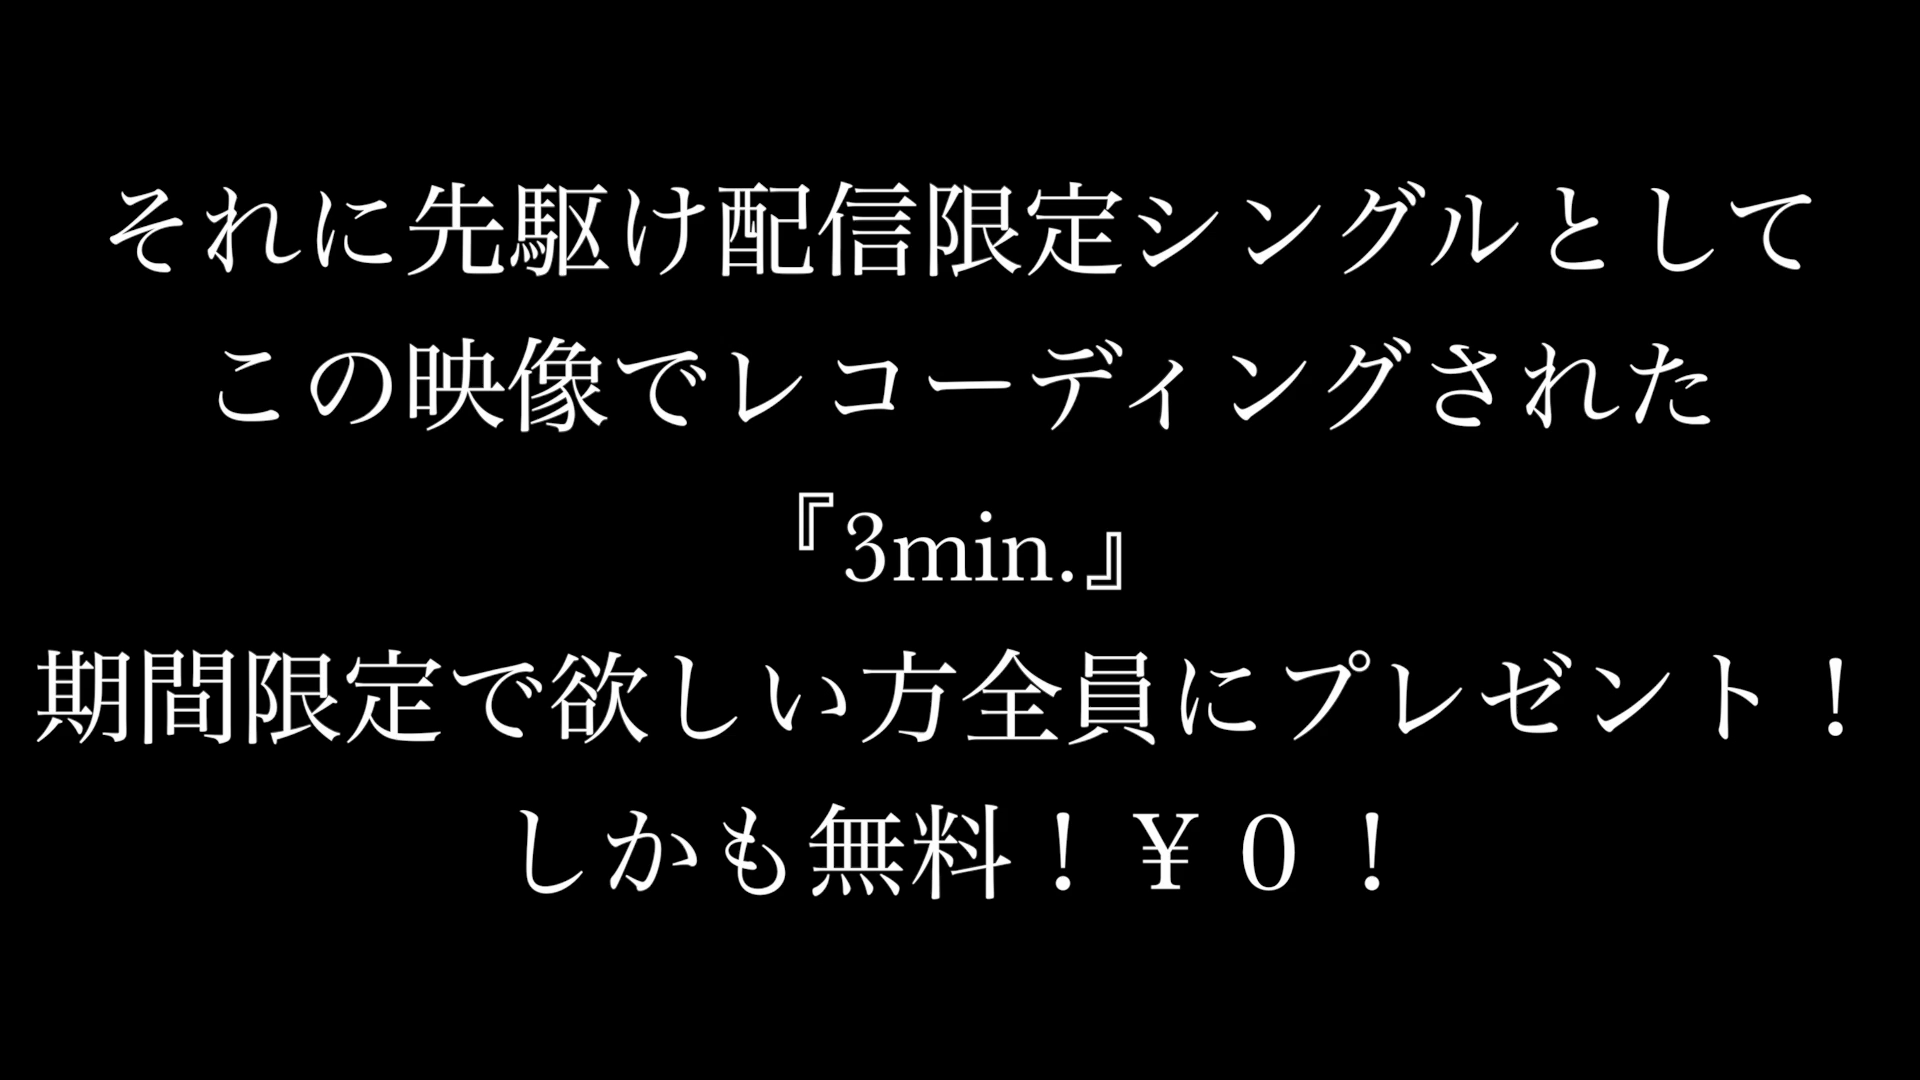 それに先駆け配信限定シングルとして
この映像でレコーディングされた
『3min.』
期間限定で欲しい方全員にプレゼント！
しかも無料！￥０！